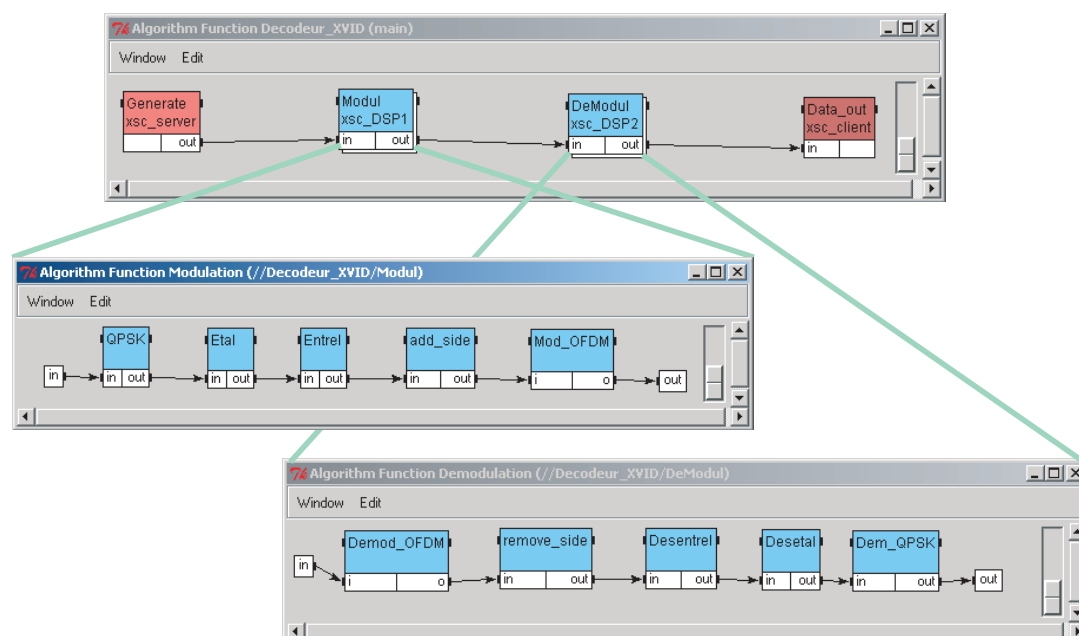 Algorithm Function Decodeur_XVID (main)
Window Edit
Generate
xsc_server
out
Modul
xsc_DSP1
in out
DeModul
xsc_DSP2
in out
Data_out
xsc_client
in
Algorithm Function Modulation (//Decodeur_XVID/Modul)
Window Edit
in
QPSK
in out
Etal
in out
Entrel
in out
add_side
in out
Mod_OFDM
i o
out
Algorithm Function Demodulation (//Decodeur_XVID/DeModul)
Window Edit
in
Demod_OFDM
i o
remove_side
in out
Desentrel
in out
Desetal
in out
Dem_QPSK
in out
out